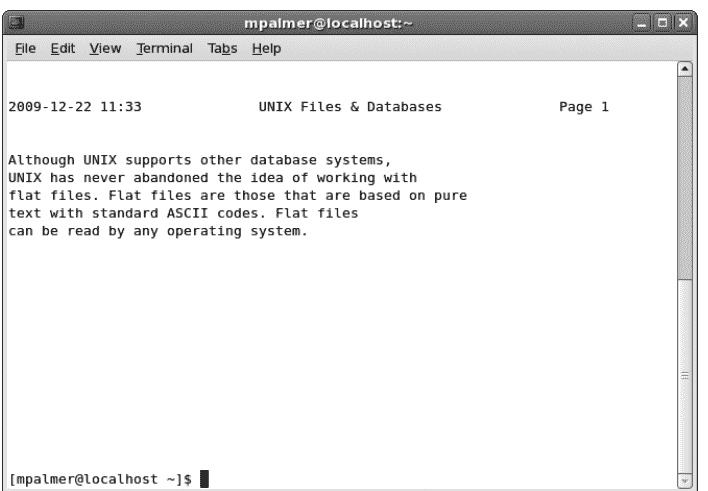 mpalmer@localhost:~
File Edit View Terminal Tabs Help
2009-12-22 11:33 UNIX Files & Databases Page 1
Although UNIX supports other database systems,
UNIX has never abandoned the idea of working with
flat files. Flat files are those that are based on pure
text with standard ASCII codes. Flat files
can be read by any operating system.
[mpalmer@localhost ~]$